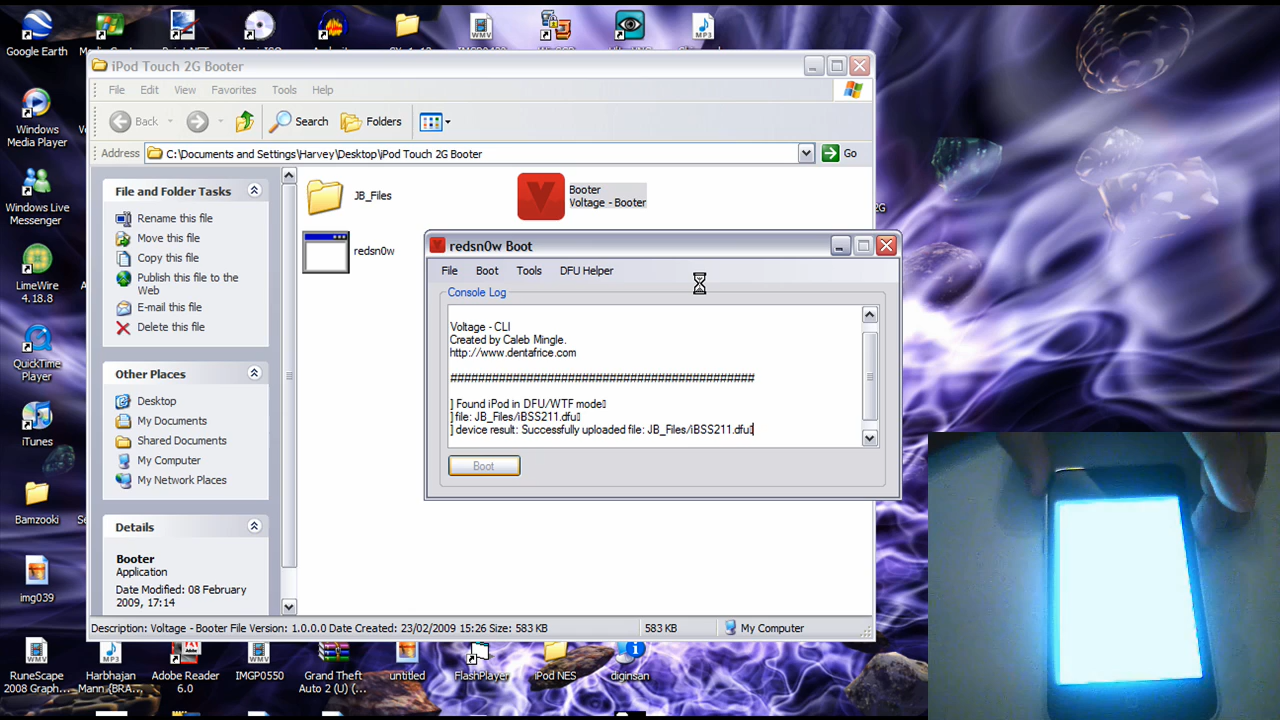 Google Earth
IMGP0428
MP3
iPod Touch 2G Booter
File Edit View Favorites Tools Help
Back Search Folders
Address C:\Documents and Settings\Harvey\Desktop\iPod Touch 2G Booter Go
Windows Media Player
File and Folder Tasks
Rename this file
Move this file
Copy this file
Publish this file to the Web
E-mail this file
Delete this file
JB_Files
Booter
Voltage - Booter
redsn0w
2G
Windows Live Messenger
LimeWire 4.18.8
QuickTime Player
iTunes
Bamzooki
img039
redsn0w Boot
File Boot Tools DFU Helper
Console Log
Voltage - CLI
Created by Caleb Mingle.
http://www.dentafrice.com
############################################
] Found iPod in DFU/WTF mode
] file: JB_Files/iBSS211.dfu
] device result: Successfully uploaded file: JB_Files/iBSS211.dfu
Boot
Other Places
Desktop
My Documents
Shared Documents
My Computer
My Network Places
Details
Booter
Application
Date Modified: 08 February 2009, 17:14
Description: Voltage - Booter File Version: 1.0.0.0 Date Created: 23/02/2009 15:26 Size: 583 KB 583 KB My Computer
WMV
MP3
WMV
RuneScape 2008 Graph...
Harbhajan Mann (BRA...
Adobe Reader 6.0
IMGP0550
Grand Theft Auto 2 (U) (...
untitled
FlashPlayer
iPod NES
diginsan